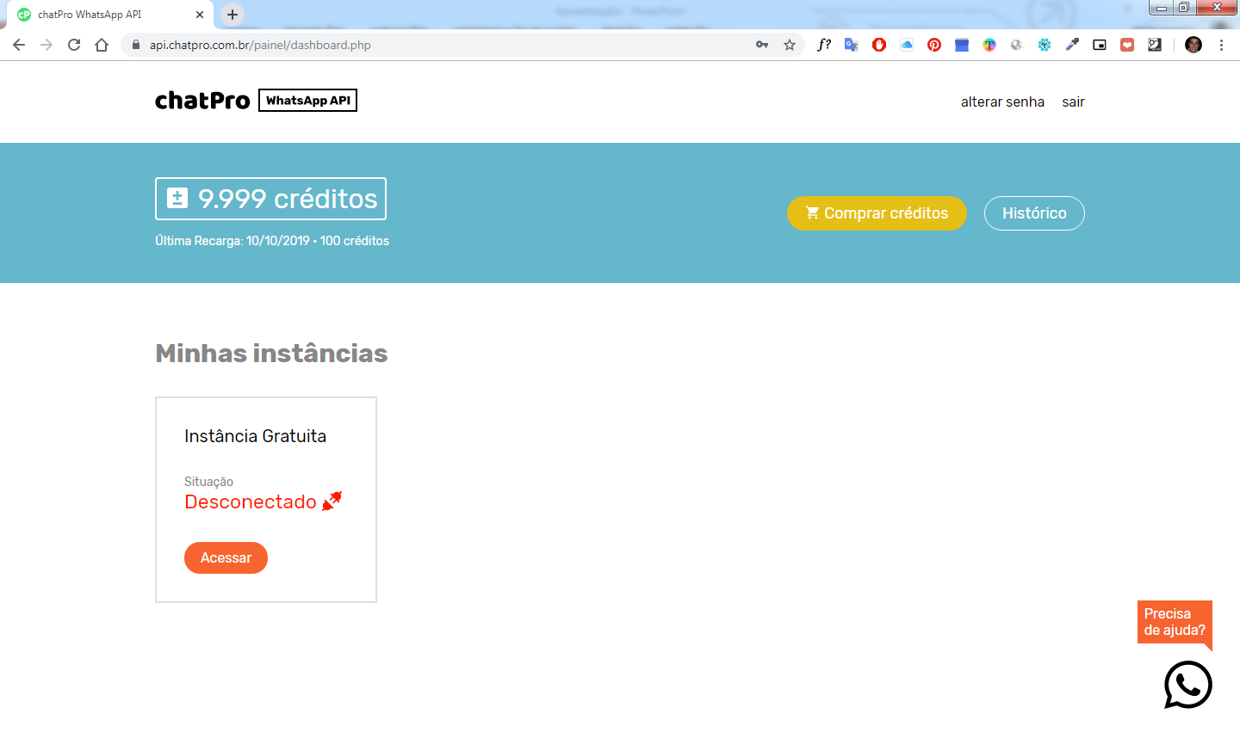 chatPro WhatsApp API
api.chatpro.com.br/painel/dashboard.php
f?
chatPro WhatsApp API
alterar senha sair
9.999 créditos
Última Recarga: 10/10/2019 • 100 créditos
Comprar créditos
Histórico
Minhas instâncias
Instância Gratuita
Situação
Desconectado
Acessar
Precisa
de ajuda?